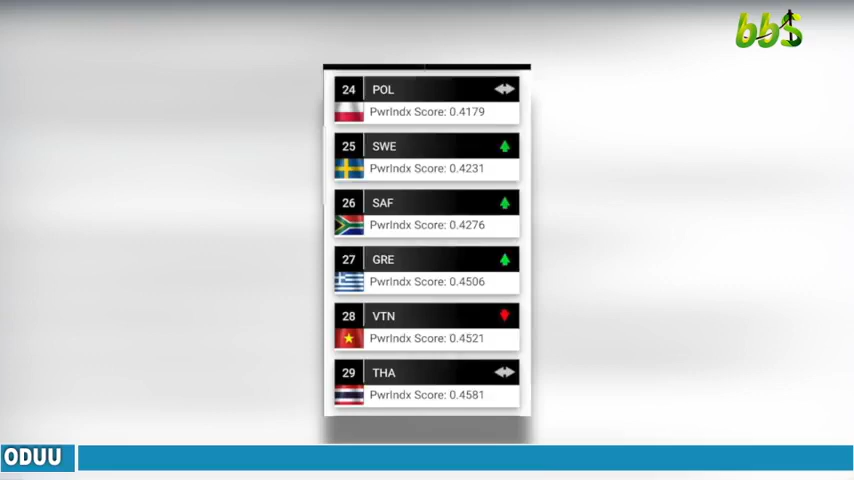 bbS
24 POL
PwrIndx Score: 0.4179
25 SWE
PwrIndx Score: 0.4231
26 SAF
PwrIndx Score: 0.4276
27 GRE
PwrIndx Score: 0.4506
28 VTN
PwrIndx Score: 0.4521
29 THA
PwrIndx Score: 0.4581
ODUU